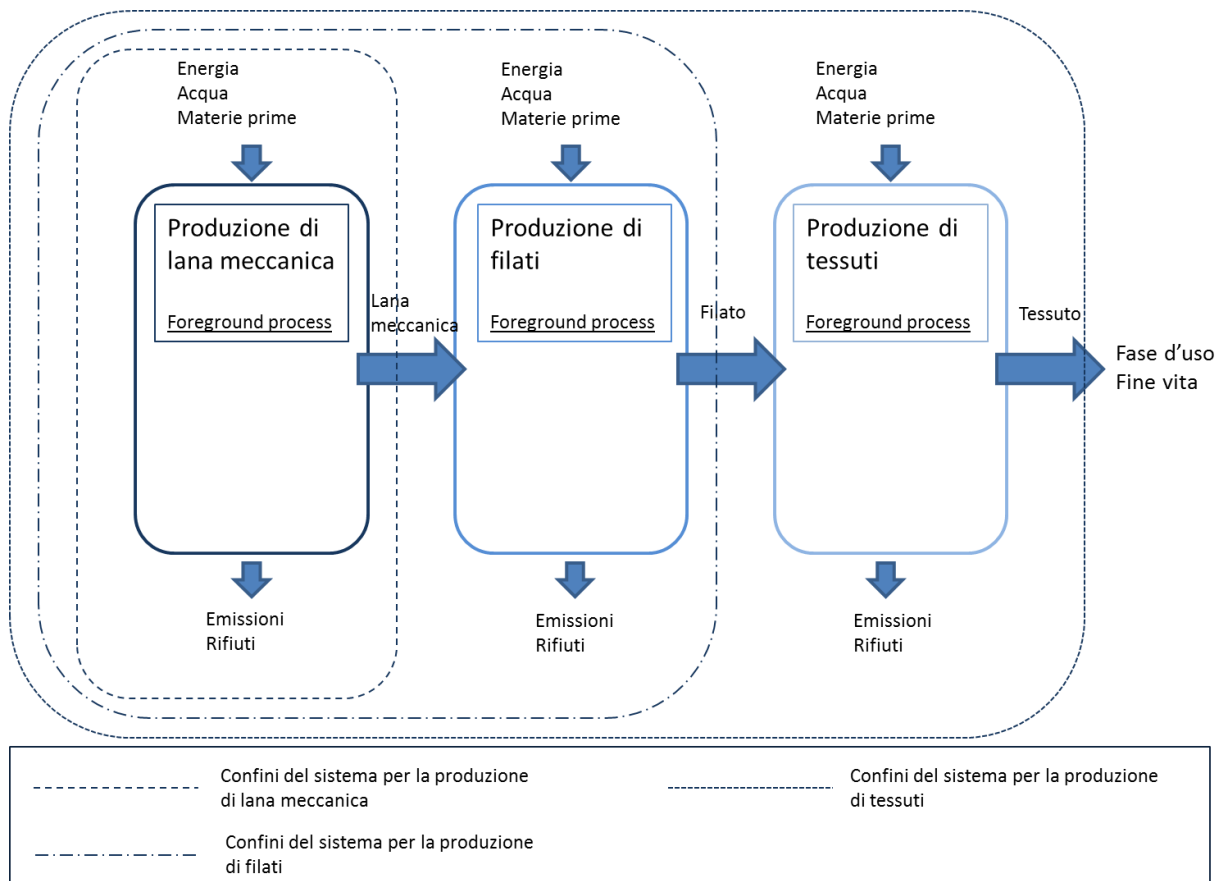 Energia
Acqua
Materie prime
Energia
Acqua
Materie prime
Energia
Acqua
Materie prime
Produzione di
lana meccanica
Foreground process
Lana
meccanica
Produzione di
filati
Foreground process
Filato
Produzione di
tessuti
Foreground process
Tessuto
Fase d'uso
Fine vita
Emissioni
Rifiuti
Emissioni
Rifiuti
Emissioni
Rifiuti
Confini del sistema per la produzione
di lana meccanica
Confini del sistema per la produzione
di tessuti
Confini del sistema per la produzione
di filati